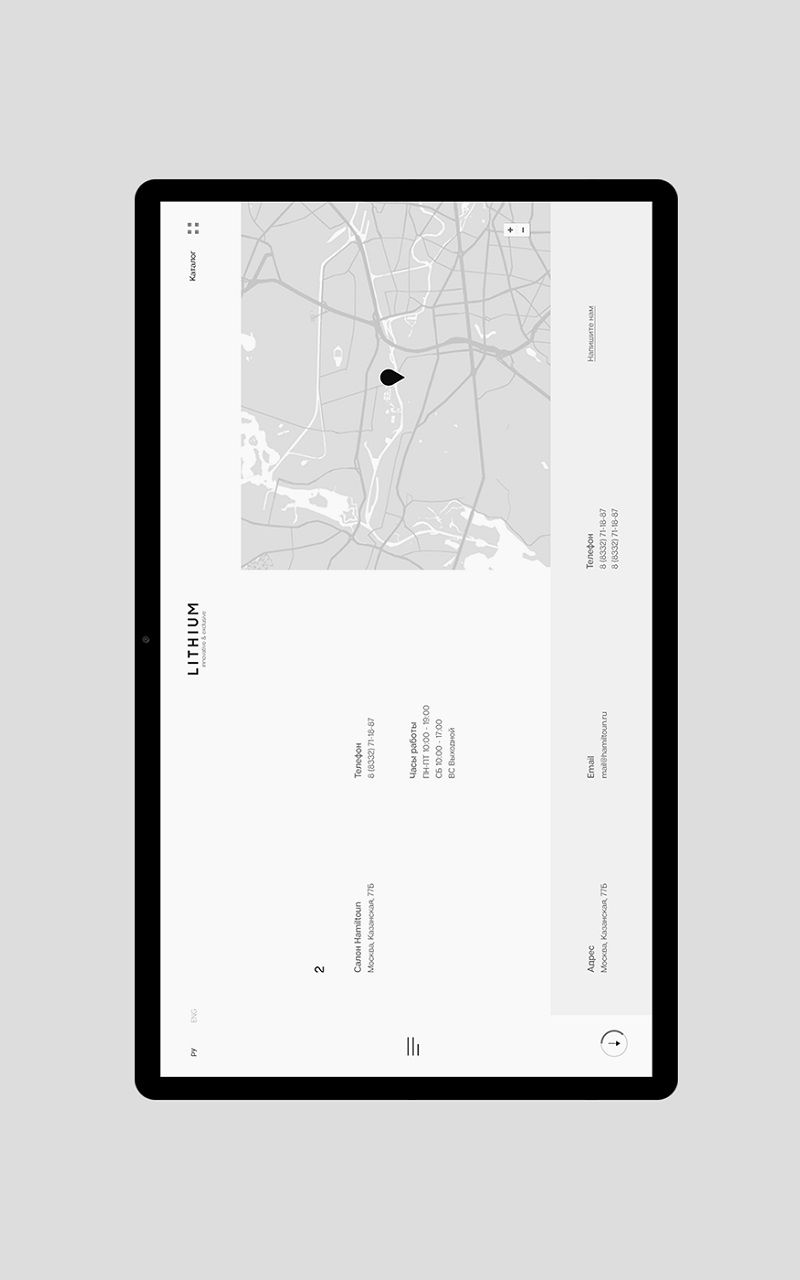 РУ
ENG
LITHIUM
innovative & exclusive
Каталог
2
Салон Hamiltoun
Москва, Казанская, 77Б
Телефон
8 (8332) 71-18-87
Часы работы
ПН-ПТ 10:00 - 19:00
СБ 10:00 - 17:00
ВС Выходной
+
−
Адрес
Москва, Казанская, 77Б
Email
mail@hamiltoun.ru
Телефон
8 (8332) 71-18-87
8 (8332) 71-18-87
Напишите нам